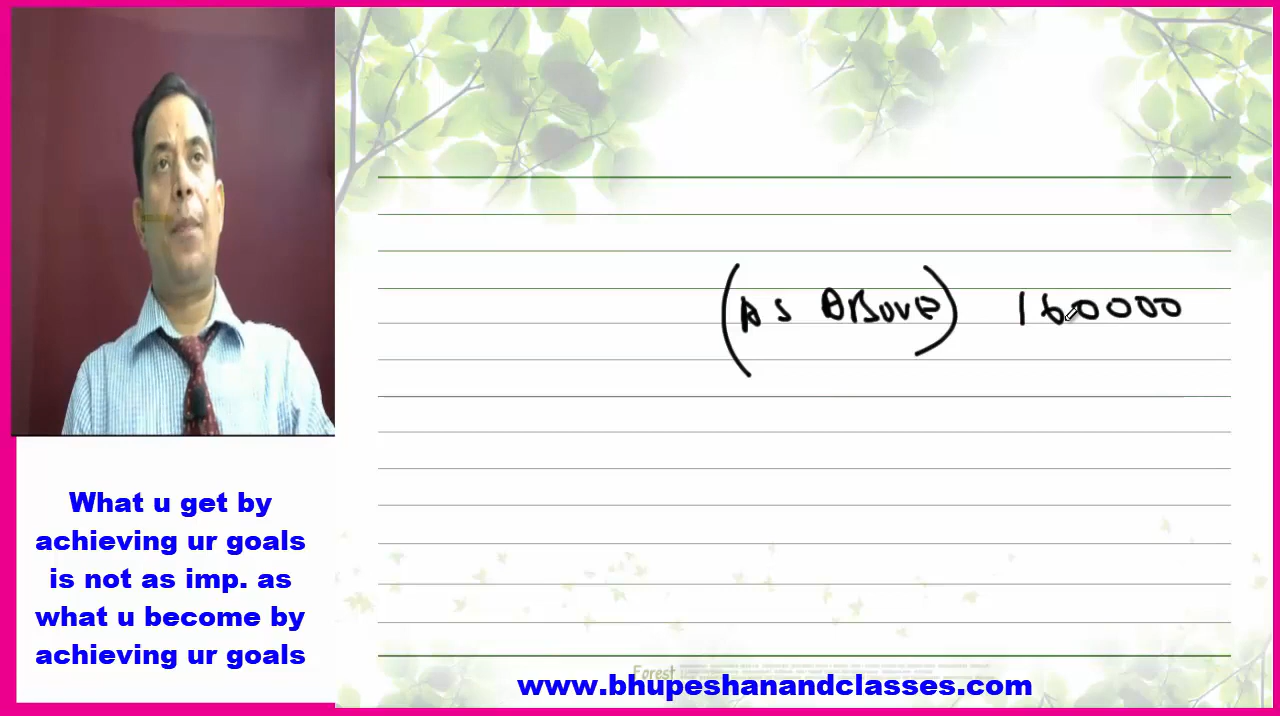 (As Above) 160000
What u get by
achieving ur goals
is not as imp. as
what u become by
achieving ur goals
Forest
www.bhupeshanandclasses.com